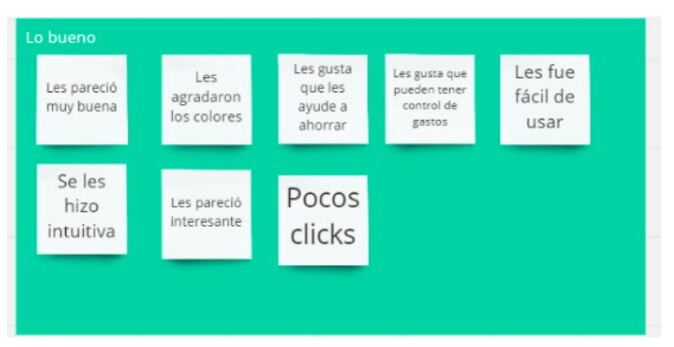 Lo bueno
Les pareció
muy buena
Les
agradaron
los colores
Les gusta
que les
ayude a
ahorrar
Les gusta que
pueden tener
control de
gastos
Les fue
fácil de
usar
Se les
hizo
intuitiva
Les pareció
interesante
Pocos
clicks